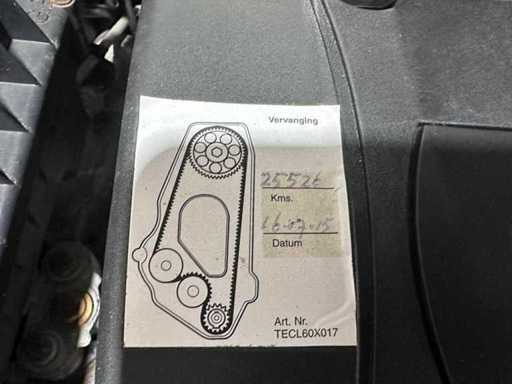 Vervanging
25526
Kms.
16-07-15
Datum
Art. Nr.
TECL60X017